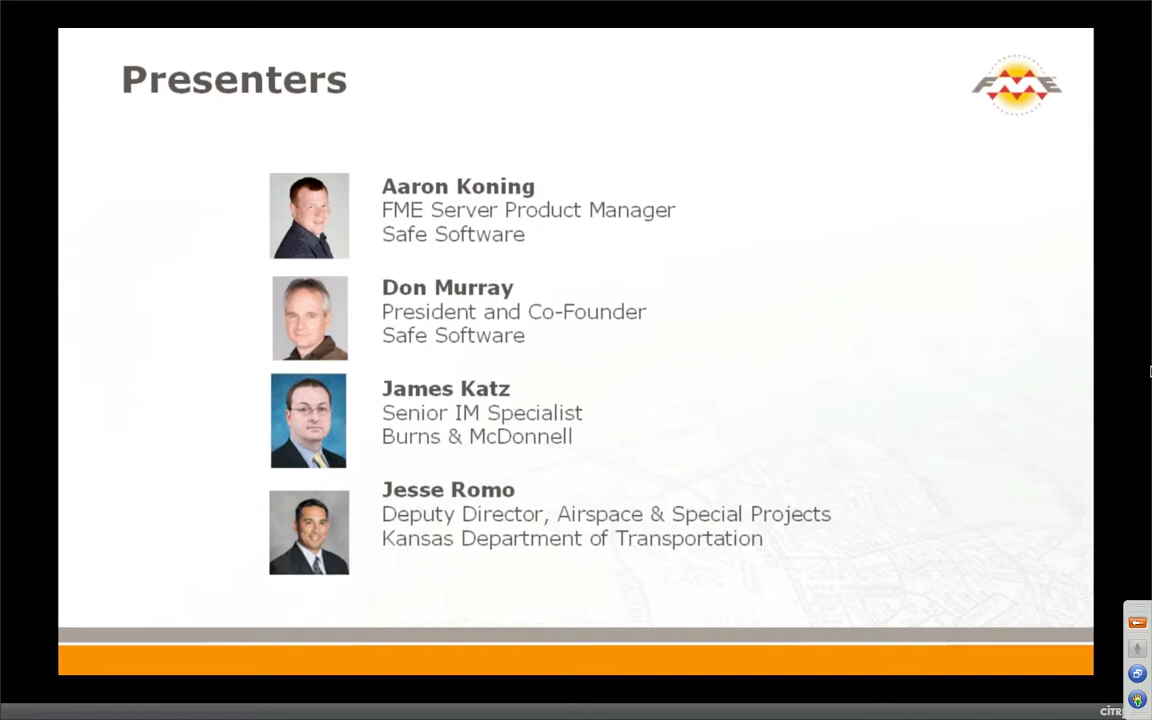 Presenters
FME
Aaron Koning
FME Server Product Manager
Safe Software
Don Murray
President and Co-Founder
Safe Software
James Katz
Senior IM Specialist
Burns & McDonnell
Jesse Romo
Deputy Director, Airspace & Special Projects
Kansas Department of Transportation